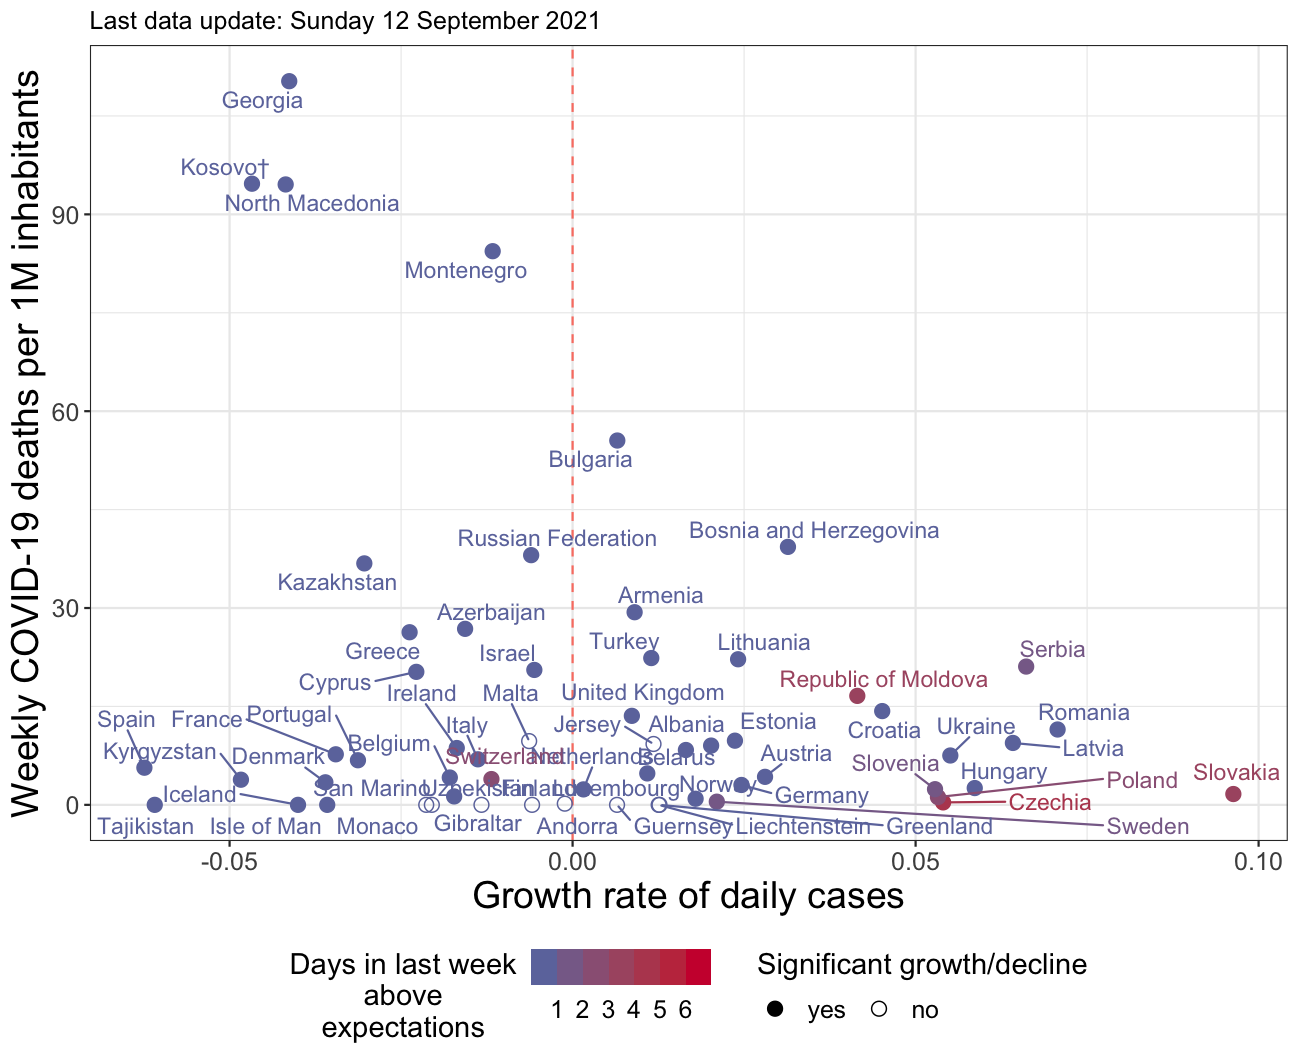 Last data update: Sunday 12 September 2021
Weekly COVID-19 deaths per 1M inhabitants
90
60
30
0
Georgia
Kosovo†
North Macedonia
Montenegro
Bulgaria
Russian Federation
Bosnia and Herzegovina
Kazakhstan
Armenia
Azerbaijan
Greece
Israel
Turkey
Lithuania
Serbia
Cyprus
Ireland
Malta
United Kingdom
Republic of Moldova
Spain
France
Portugal
Italy
Jersey
Albania
Estonia
Croatia
Ukraine
Romania
Kyrgyzstan
Denmark
Belgium
Switzerland
Netherlands
Belarus
Austria
Slovenia
Latvia
Iceland
San Marino
Uzbekistan
Finland
Luxembourg
Norway
Germany
Hungary
Poland
Slovakia
Czechia
Tajikistan
Isle of Man
Monaco
Gibraltar
Andorra
Guernsey
Liechtenstein
Greenland
Sweden
-0.05
0.00
0.05
0.10
Growth rate of daily cases
Days in last week
above
expectations
1 2 3 4 5 6
Significant growth/decline
yes
no